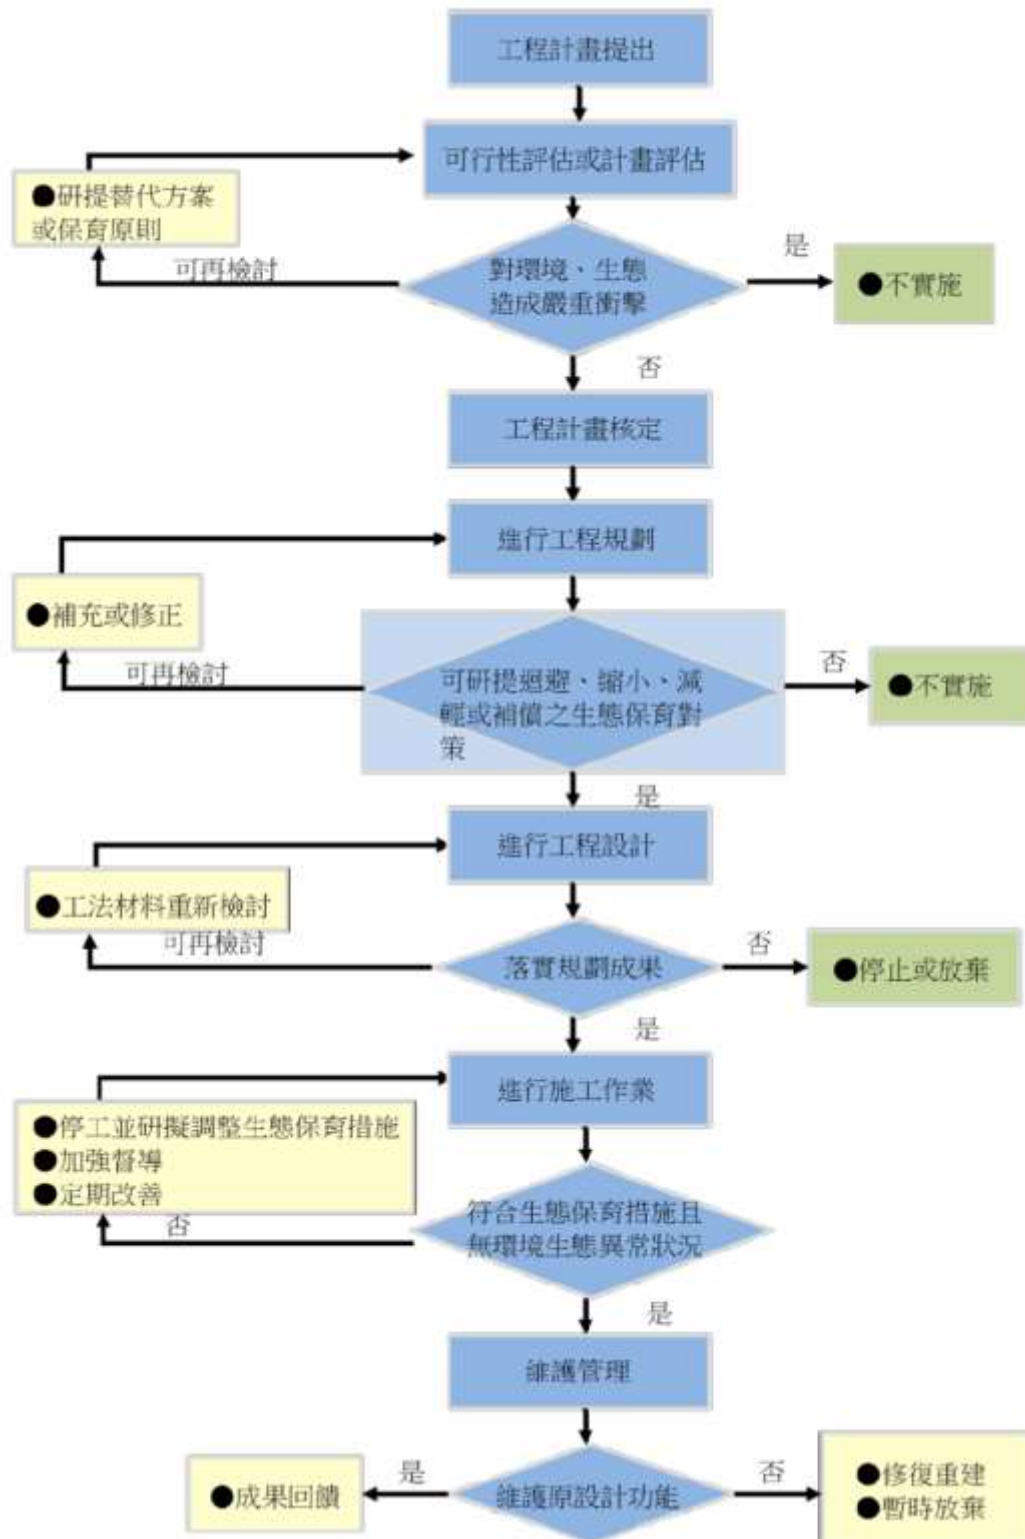 工程計畫提出
可行性評估或計畫評估
●研提替代方案
或保育原則
可再檢討
對環境、生態
造成嚴重衝擊
是
●不實施
否
工程計畫核定
進行工程規劃
●補充或修正
可再檢討
可研提迴避、縮小、減
輕或補償之生態保育對
策
否
●不實施
是
進行工程設計
●工法材料重新檢討
可再檢討
落實規劃成果
否
●停止或放棄
是
進行施工作業
●停工並研擬調整生態保育措施
●加強督導
●定期改善
否
符合生態保育措施且
無環境生態異常狀況
是
維護管理
●成果回饋
是
維護原設計功能
否
●修復重建
●暫時放棄